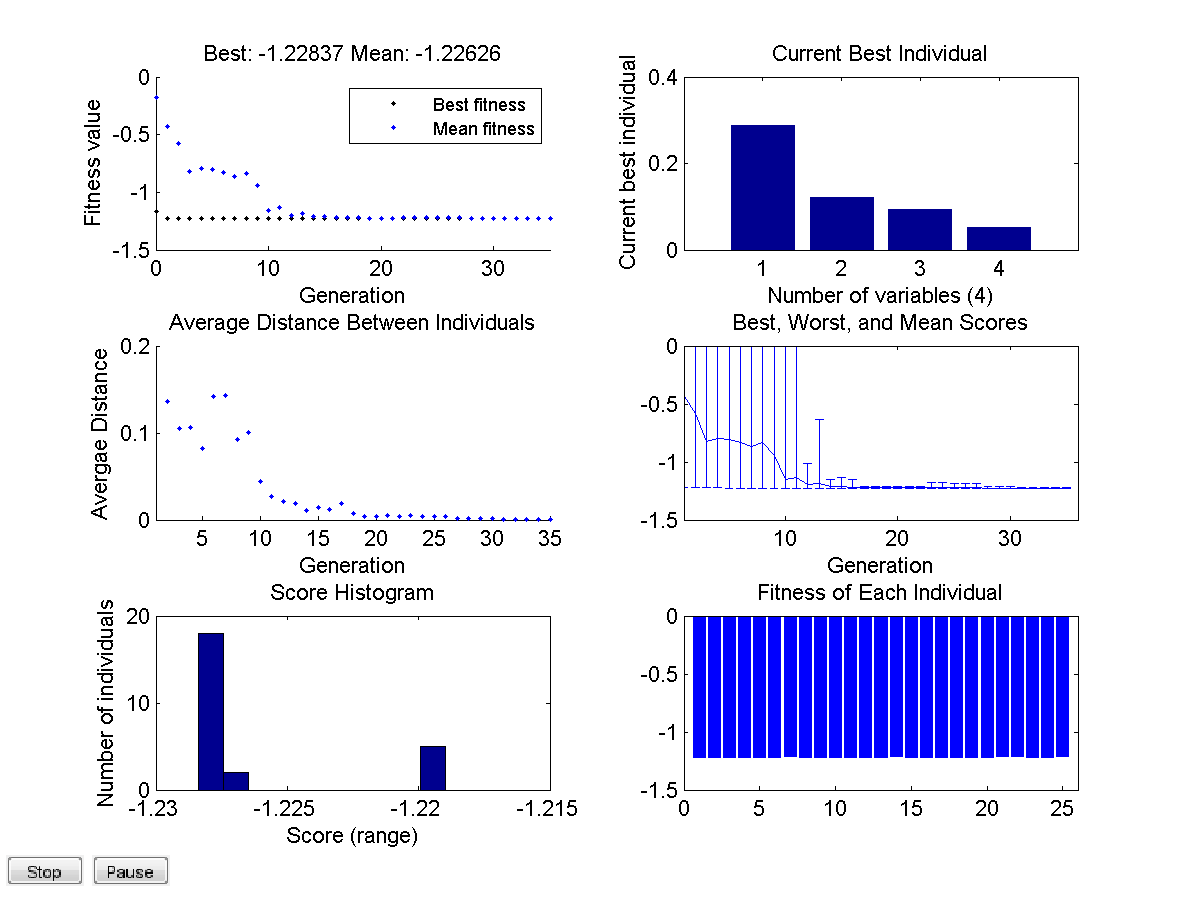 Best: -1.22837 Mean: -1.22626
0
-0.5
-1
-1.5
Fitness value
Best fitness
Mean fitness
0 10 20 30
Generation
Current Best Individual
0.4
0.2
0
Current best individual
1 2 3 4
Number of variables (4)
Average Distance Between Individuals
0.2
0.1
0
Avergae Distance
5 10 15 20 25 30 35
Generation
Best, Worst, and Mean Scores
0
-0.5
-1
-1.5
10 20 30
Generation
Score Histogram
20
10
0
Number of individuals
-1.23 -1.225 -1.22 -1.215
Score (range)
Fitness of Each Individual
0
-0.5
-1
-1.5
0 5 10 15 20 25
Stop Pause